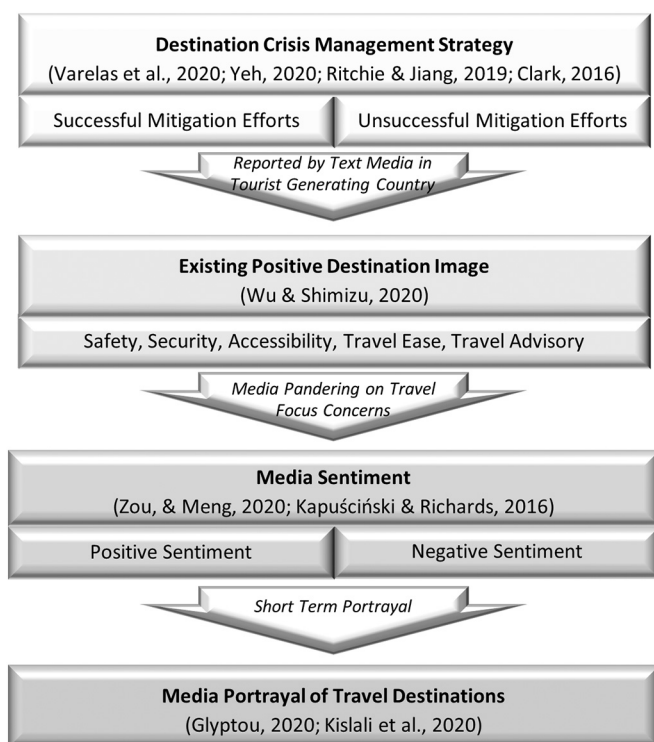 Destination Crisis Management Strategy
(Varelas et al., 2020; Yeh, 2020; Ritchie & Jiang, 2019; Clark, 2016)
Successful Mitigation Efforts
Unsuccessful Mitigation Efforts
Reported by Text Media in
Tourist Generating Country
Existing Positive Destination Image
(Wu & Shimizu, 2020)
Safety, Security, Accessibility, Travel Ease, Travel Advisory
Media Pandering on Travel
Focus Concerns
Media Sentiment
(Zou, & Meng, 2020; Kapuściński & Richards, 2016)
Positive Sentiment
Negative Sentiment
Short Term Portrayal
Media Portrayal of Travel Destinations
(Glyptou, 2020; Kislali et al., 2020)